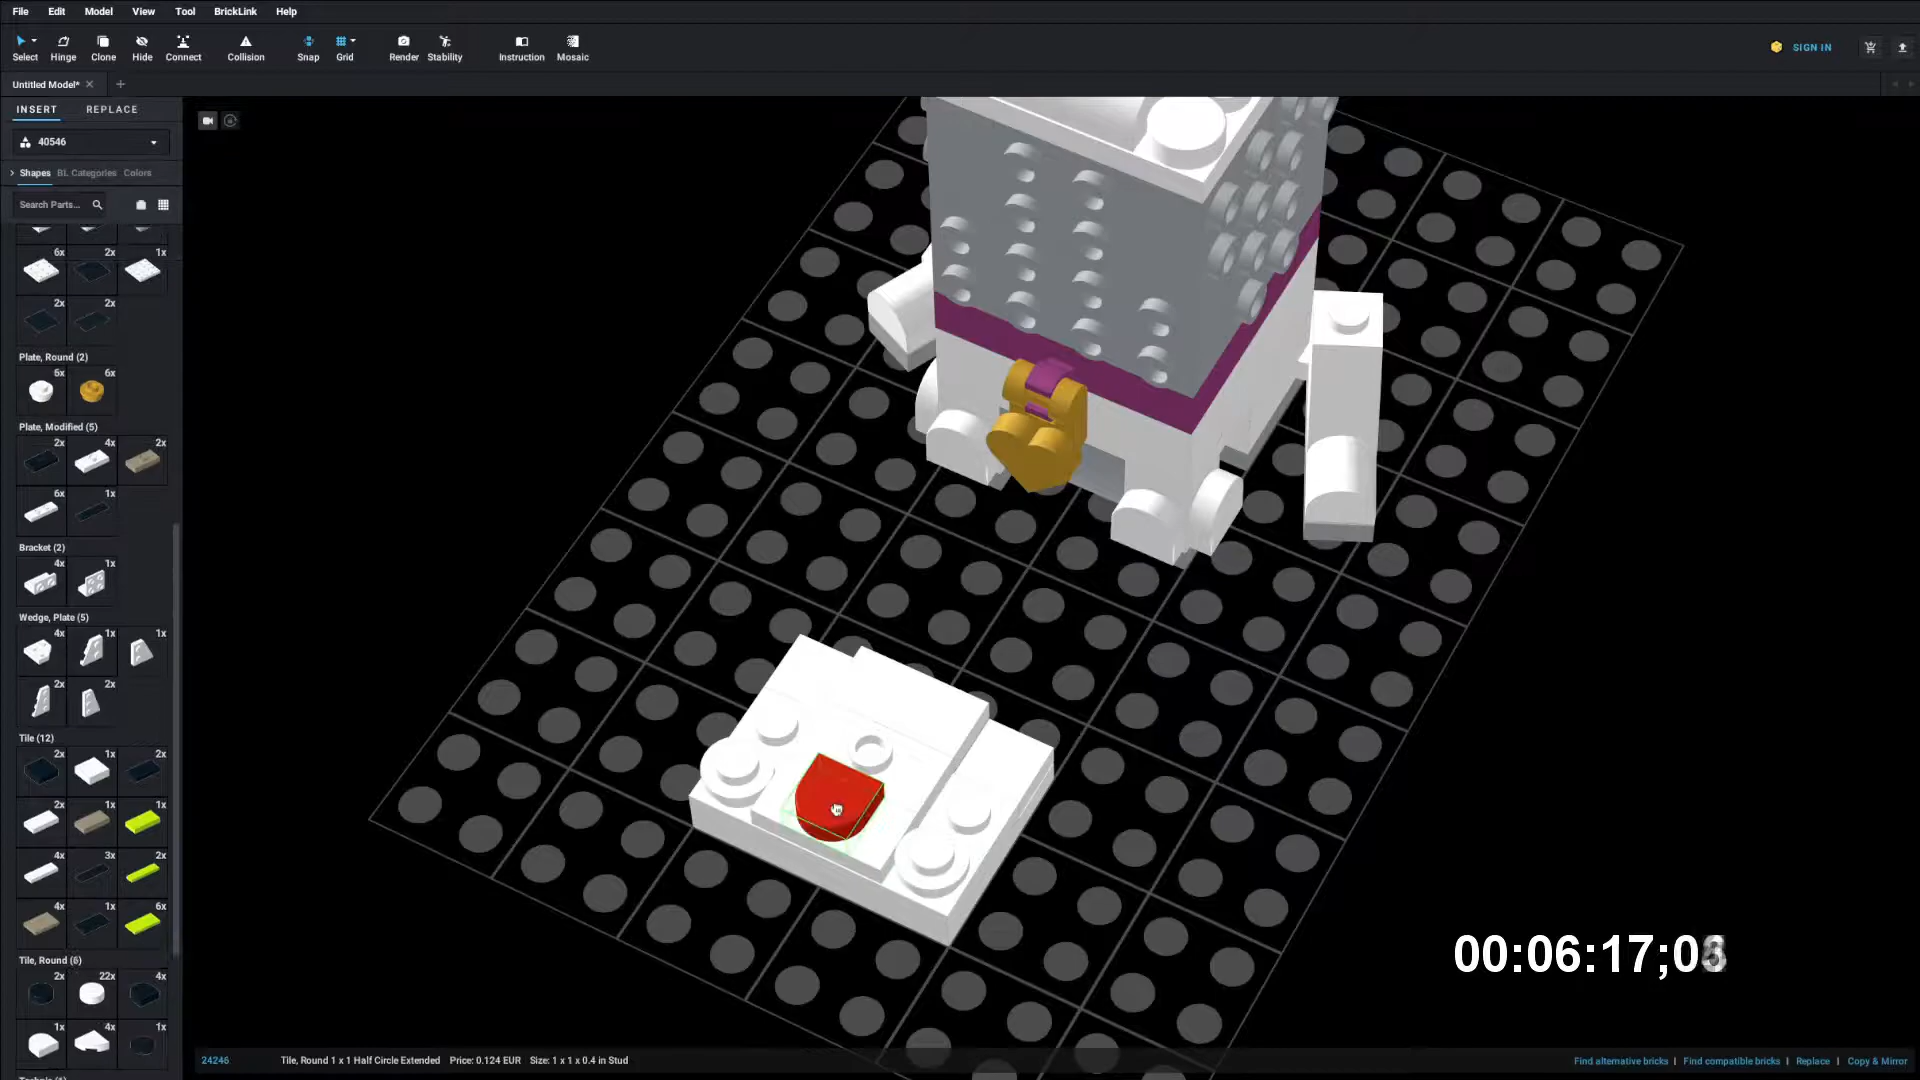 File Edit Model View Tool BrickLink Help
Select Hinge Clone Hide Connect Collision Snap Grid Render Stability Instruction Mosaic
SIGN IN
Untitled Model*
INSERT REPLACE
40546
Shapes BL Categories Colors
Search Parts...
6x 2x 1x
2x 2x
Plate, Round (2)
6x 6x
Plate, Modified (5)
2x 4x 2x
6x 1x
Bracket (2)
4x 1x
Wedge, Plate (5)
4x 1x 1x
2x 2x
Tile (12)
2x 1x 2x
2x 1x 1x
4x 3x 2x
4x 1x 6x
Tile, Round (6)
2x 22x 4x
1x 4x 1x
00:06:17;0
24246 Tile, Round 1 x 1 Half Circle Extended Price: 0.124 EUR Size: 1 x 1 x 0.4 in Stud
Find alternative bricks | Find compatible bricks | Replace | Copy & Mirror